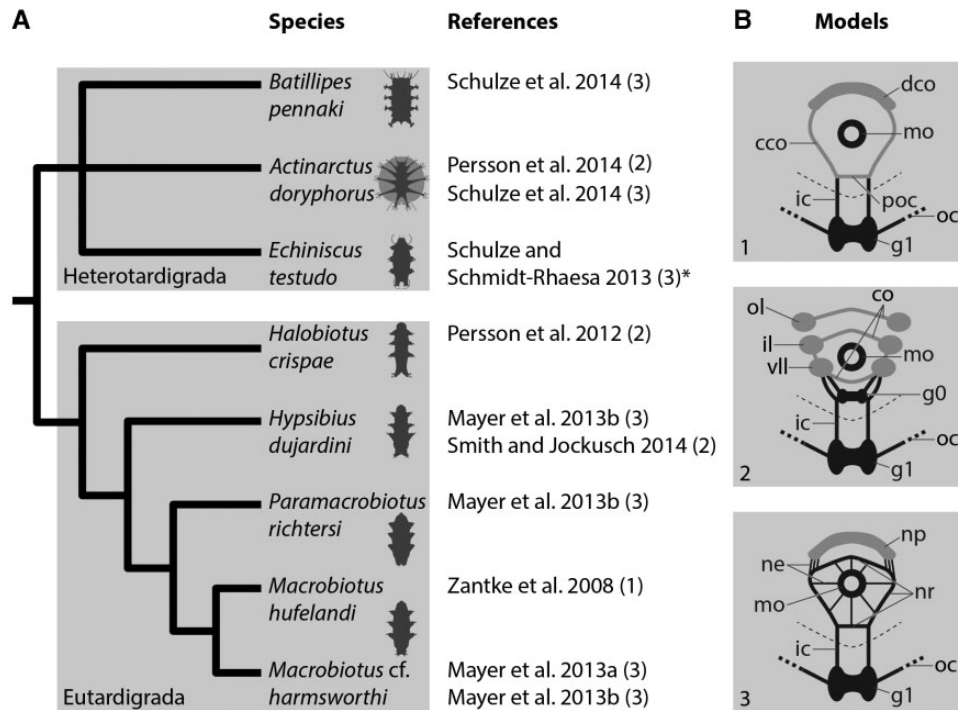 A Species References
Batillipes pennaki Schulze et al. 2014 (3)
Actinarctus doryphorus Persson et al. 2014 (2)
Schulze et al. 2014 (3)
Echiniscus testudo Schulze and
Schmidt-Rhaesa 2013 (3)*
Heterotardigrada
Halobiotus crispae Persson et al. 2012 (2)
Hypsibius dujardini Mayer et al. 2013b (3)
Smith and Jockusch 2014 (2)
Paramacrobiotus richtersi Mayer et al. 2013b (3)
Macrobiotus hufelandi Zantke et al. 2008 (1)
Macrobiotus cf. harmsworthi Mayer et al. 2013a (3)
Mayer et al. 2013b (3)
Eutardigrada
B Models
dco
mo
cco
ic
poc
oc
g1
1
co
ol
il
mo
vll
g0
ic
oc
g1
2
np
ne
mo
nr
ic
oc
g1
3